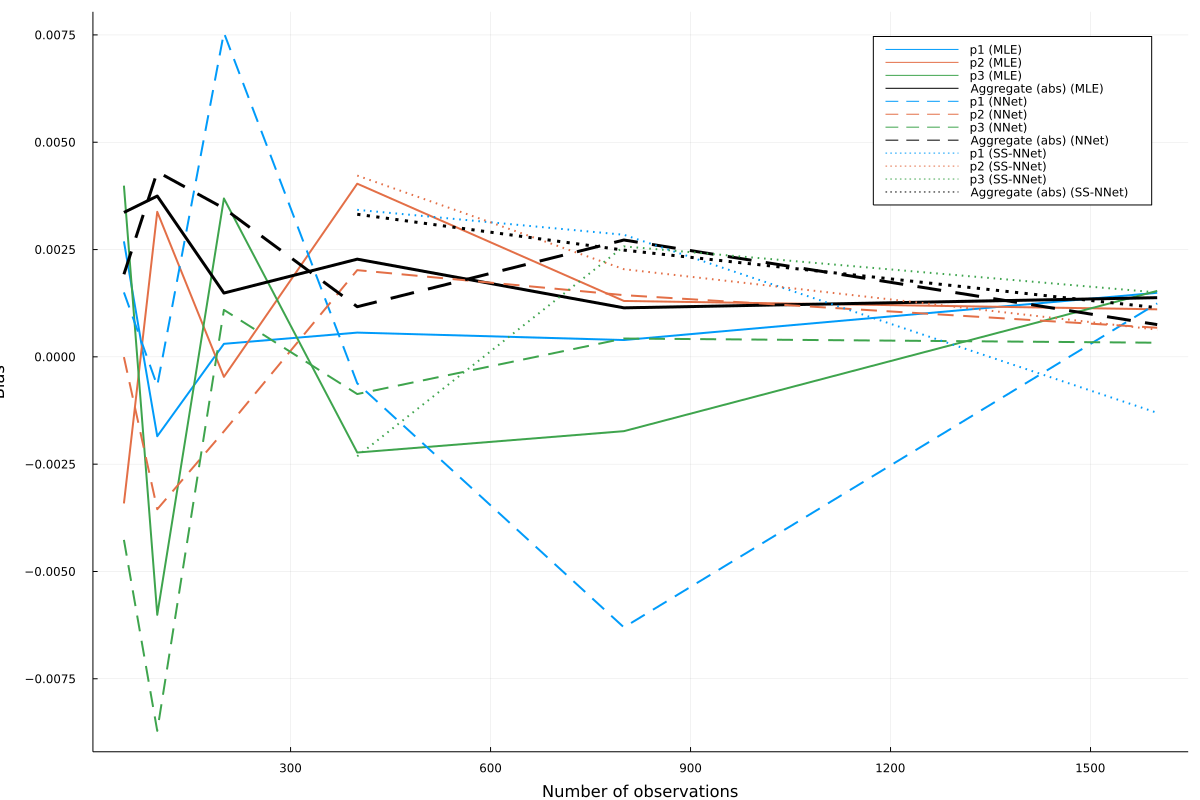 0.0075
0.0050
0.0025
0.0000
−0.0025
−0.0050
−0.0075
300
600
900
1200
1500
Number of observations
p1 (MLE)
p2 (MLE)
p3 (MLE)
Aggregate (abs) (MLE)
p1 (NNet)
p2 (NNet)
p3 (NNet)
Aggregate (abs) (NNet)
p1 (SS-NNet)
p2 (SS-NNet)
p3 (SS-NNet)
Aggregate (abs) (SS-NNet)